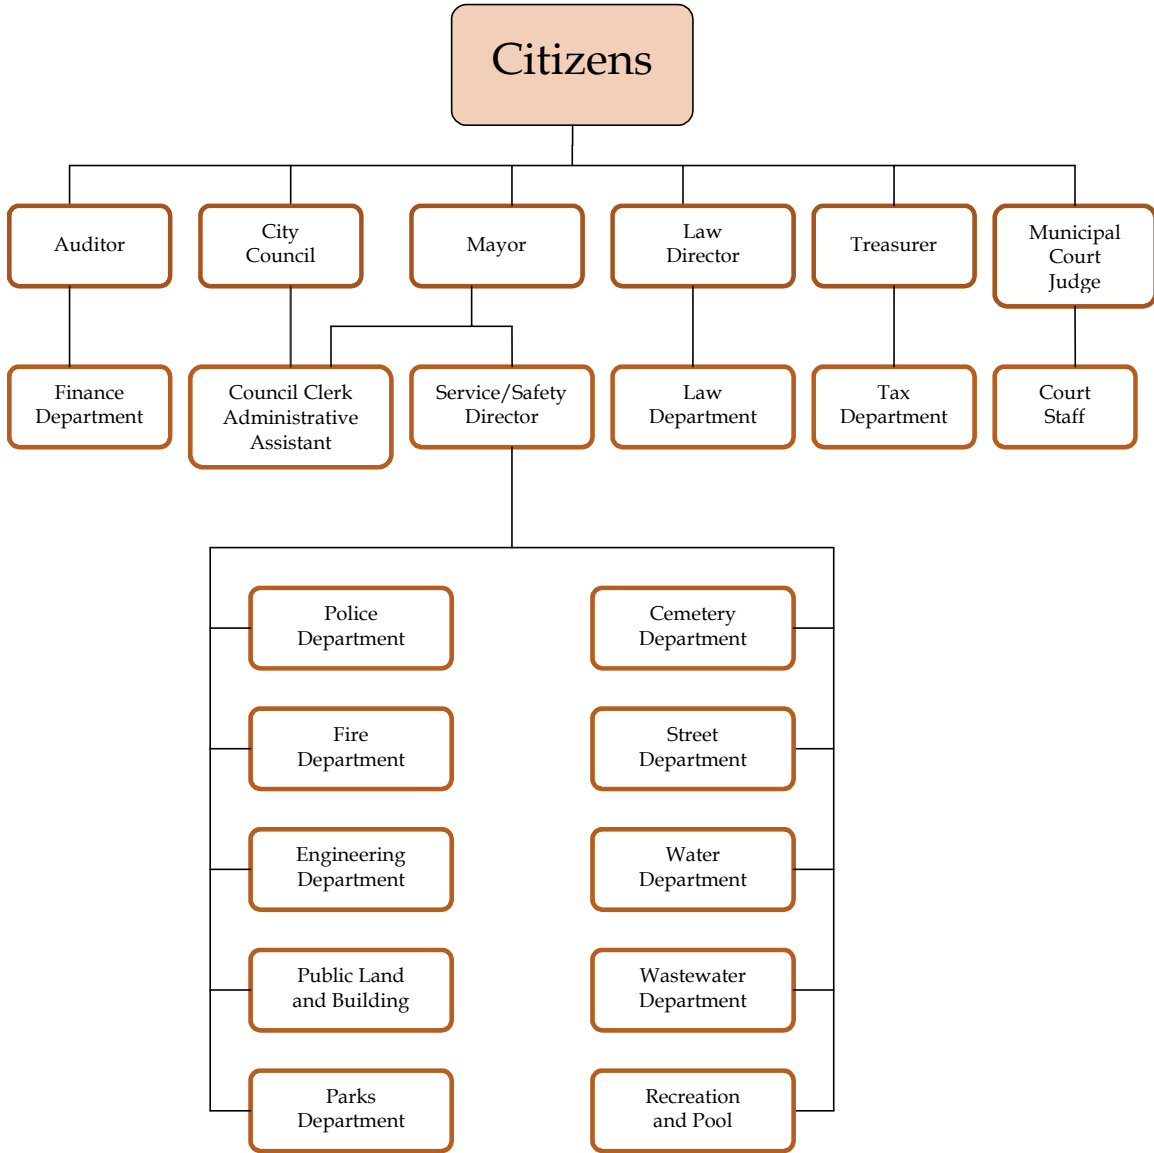 Citizens
Auditor
City
Council
Mayor
Law
Director
Treasurer
Municipal
Court
Judge
Finance
Department
Council Clerk
Administrative
Assistant
Service/Safety
Director
Law
Department
Tax
Department
Court
Staff
Police
Department
Cemetery
Department
Fire
Department
Street
Department
Engineering
Department
Water
Department
Public Land
and Building
Wastewater
Department
Parks
Department
Recreation
and Pool